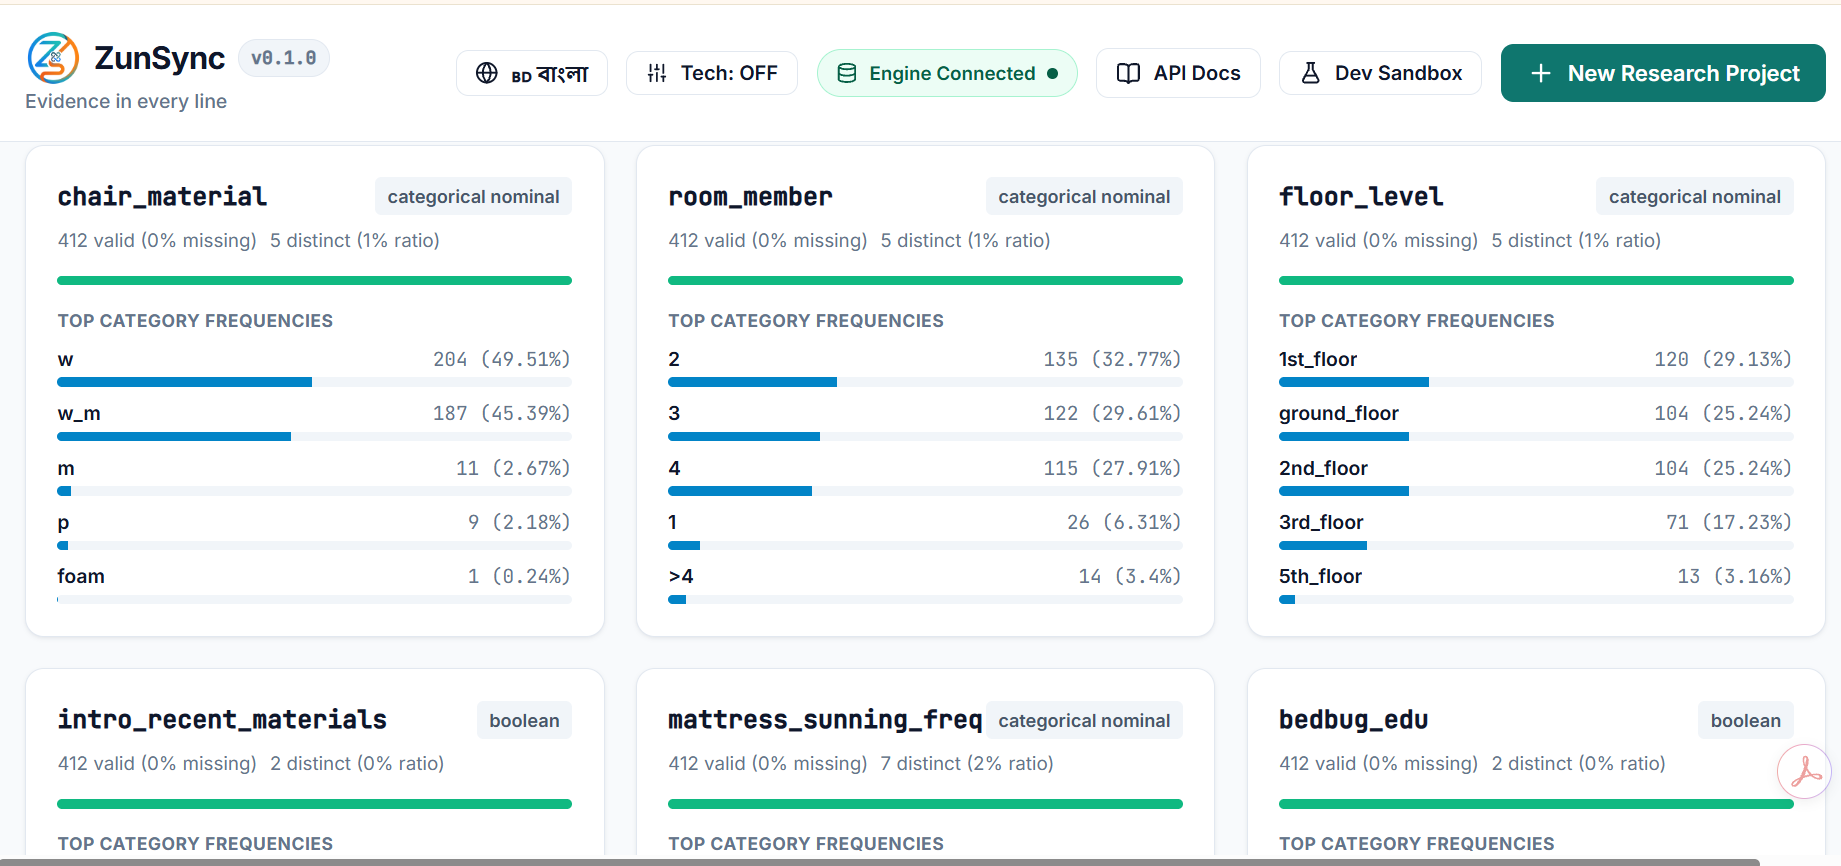 ZunSync v0.1.0
Evidence in every line
BD বাংলা
Tech: OFF
Engine Connected
API Docs
Dev Sandbox
New Research Project
chair_material categorical nominal
412 valid (0% missing) 5 distinct (1% ratio)
TOP CATEGORY FREQUENCIES
w 204 (49.51%)
w_m 187 (45.39%)
m 11 (2.67%)
p 9 (2.18%)
foam 1 (0.24%)
room_member categorical nominal
412 valid (0% missing) 5 distinct (1% ratio)
TOP CATEGORY FREQUENCIES
2 135 (32.77%)
3 122 (29.61%)
4 115 (27.91%)
1 26 (6.31%)
>4 14 (3.4%)
floor_level categorical nominal
412 valid (0% missing) 5 distinct (1% ratio)
TOP CATEGORY FREQUENCIES
1st_floor 120 (29.13%)
ground_floor 104 (25.24%)
2nd_floor 104 (25.24%)
3rd_floor 71 (17.23%)
5th_floor 13 (3.16%)
intro_recent_materials boolean
412 valid (0% missing) 2 distinct (0% ratio)
TOP CATEGORY FREQUENCIES
mattress_sunning_freq categorical nominal
412 valid (0% missing) 7 distinct (2% ratio)
TOP CATEGORY FREQUENCIES
bedbug_edu boolean
412 valid (0% missing) 2 distinct (0% ratio)
TOP CATEGORY FREQUENCIES